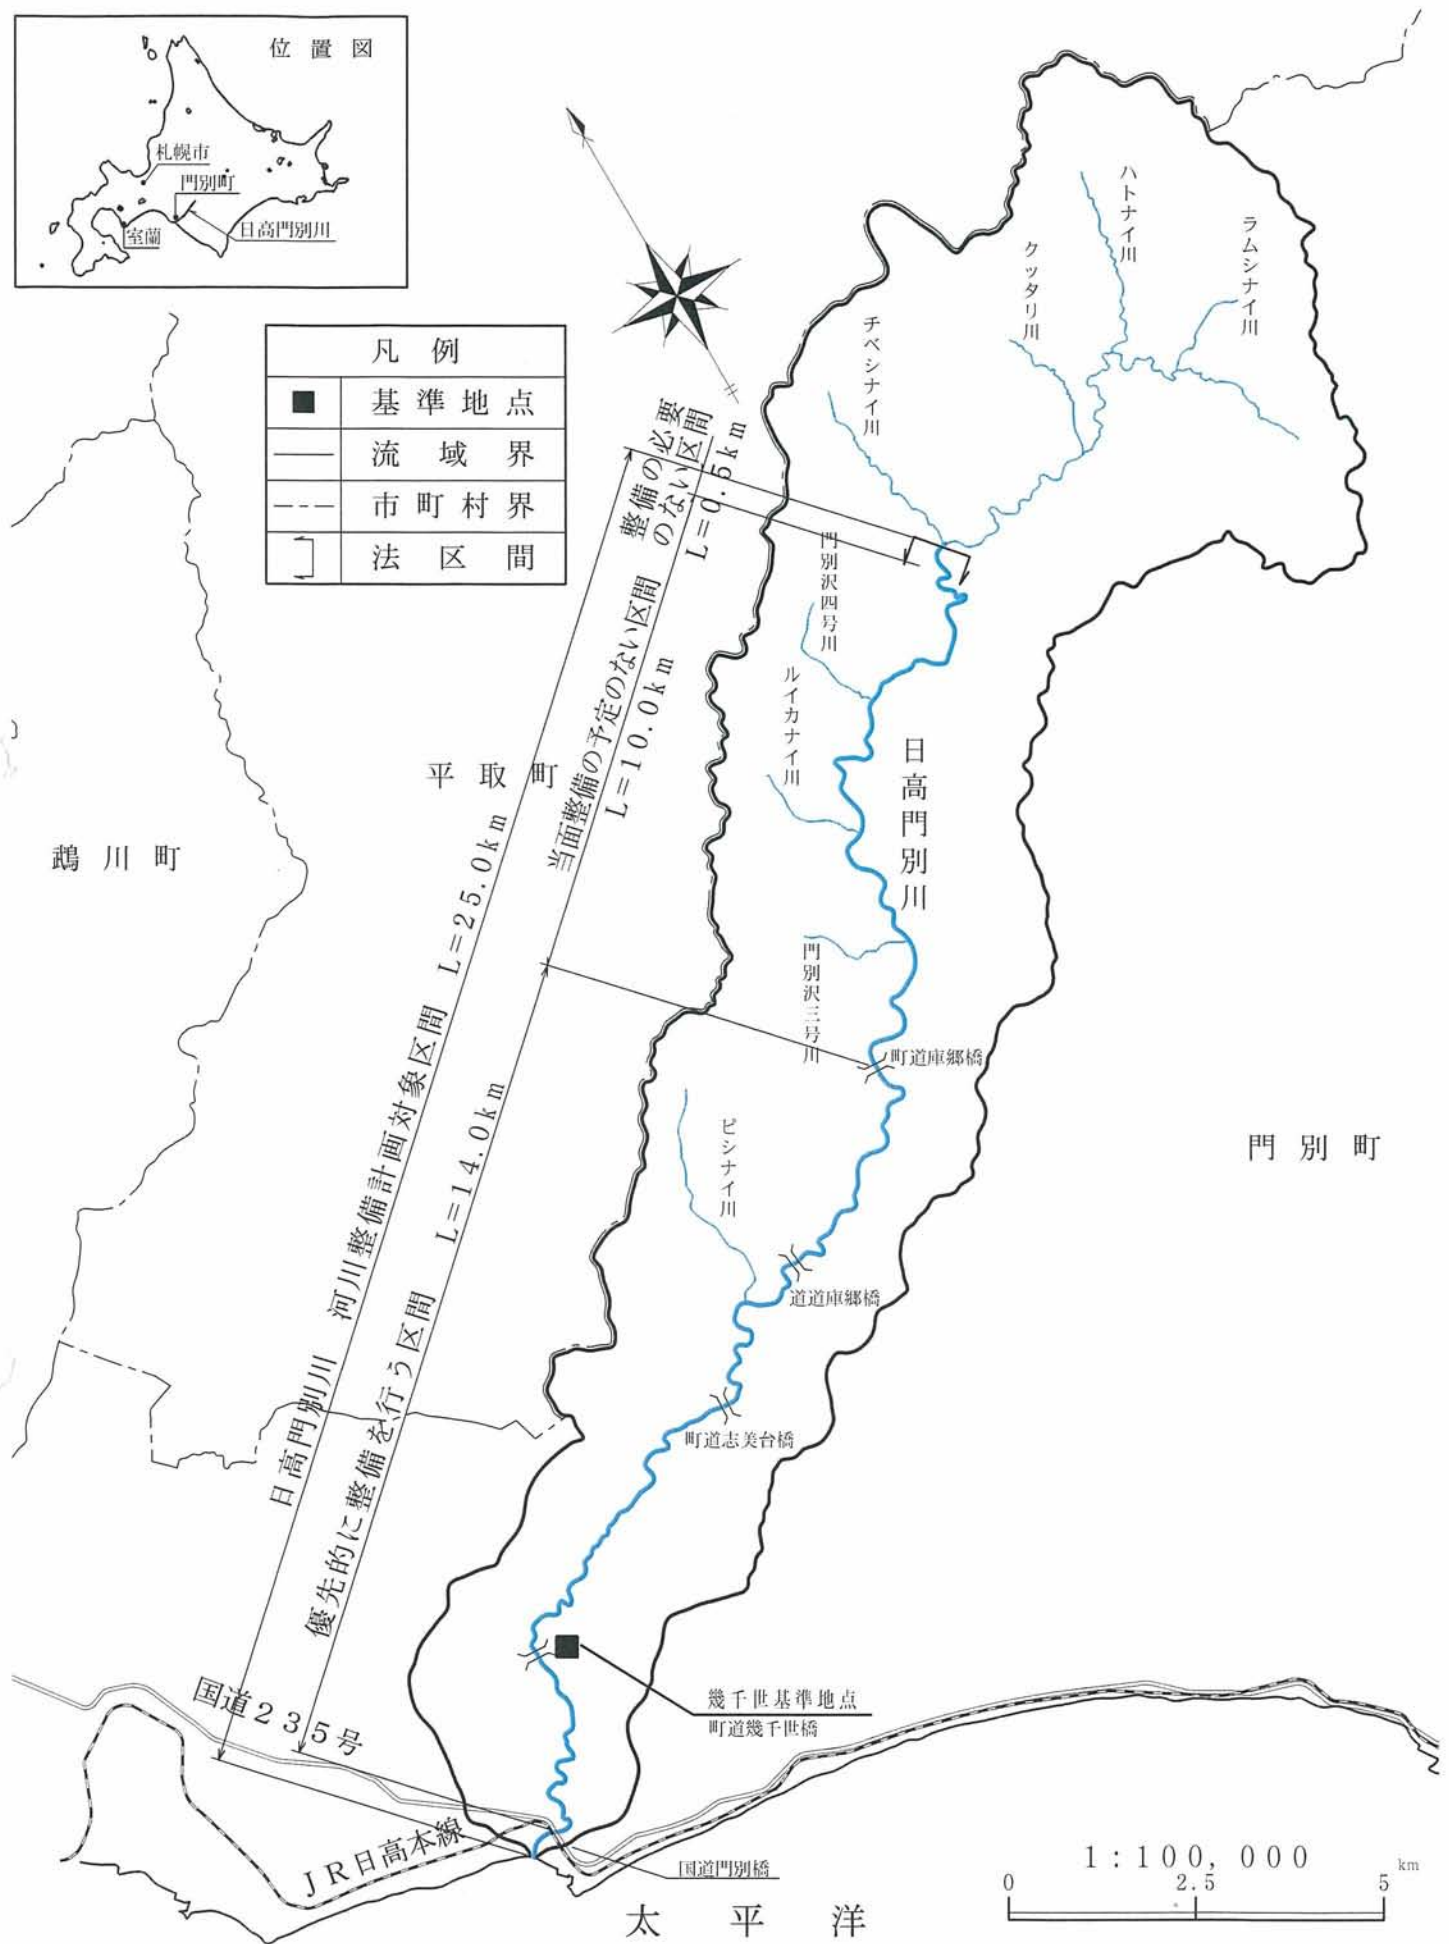 位置図
札幌市
門別町
室蘭
日高門別川
凡例
基準地点
流域界
市町村界
法区間
ハトナイ川
ラムシナイ川
クッタリ川
チベシナイ川
整備の必要
のない区間
L=0.5km
門別沢四号川
ルイカナイ川
当面整備の予定のない区間
L=10.0km
平取町
日高門別川
鵡川町
日高門別川 河川整備計画対象区間 L=25.0km
門別沢三号川
町道庫郷橋
優先的に整備を行う区間 L=14.0km
ピシナイ川
門別町
道道庫郷橋
町道志美台橋
幾千世基準地点
町道幾千世橋
国道235号
JR日高本線
国道門別橋
太平洋
1:100,000
km
0 2.5 5